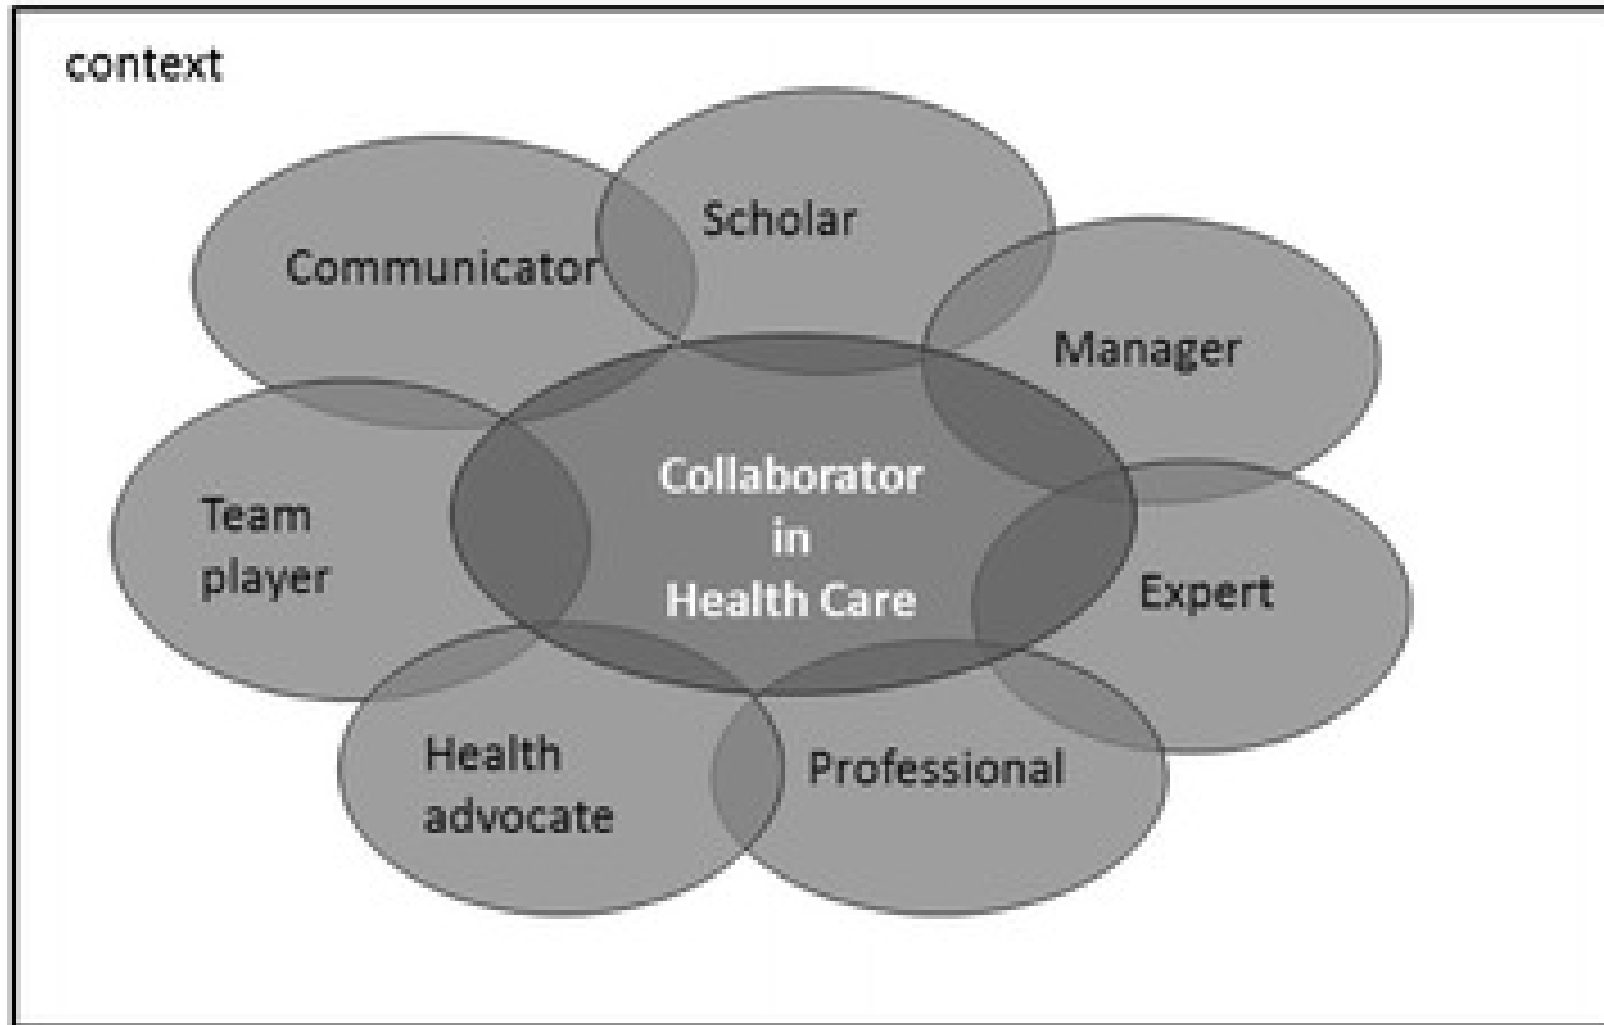 context
Scholar
Communicator
Manager
Collaborator
in
Health Care
Team
player
Expert
Health
advocate
Professional